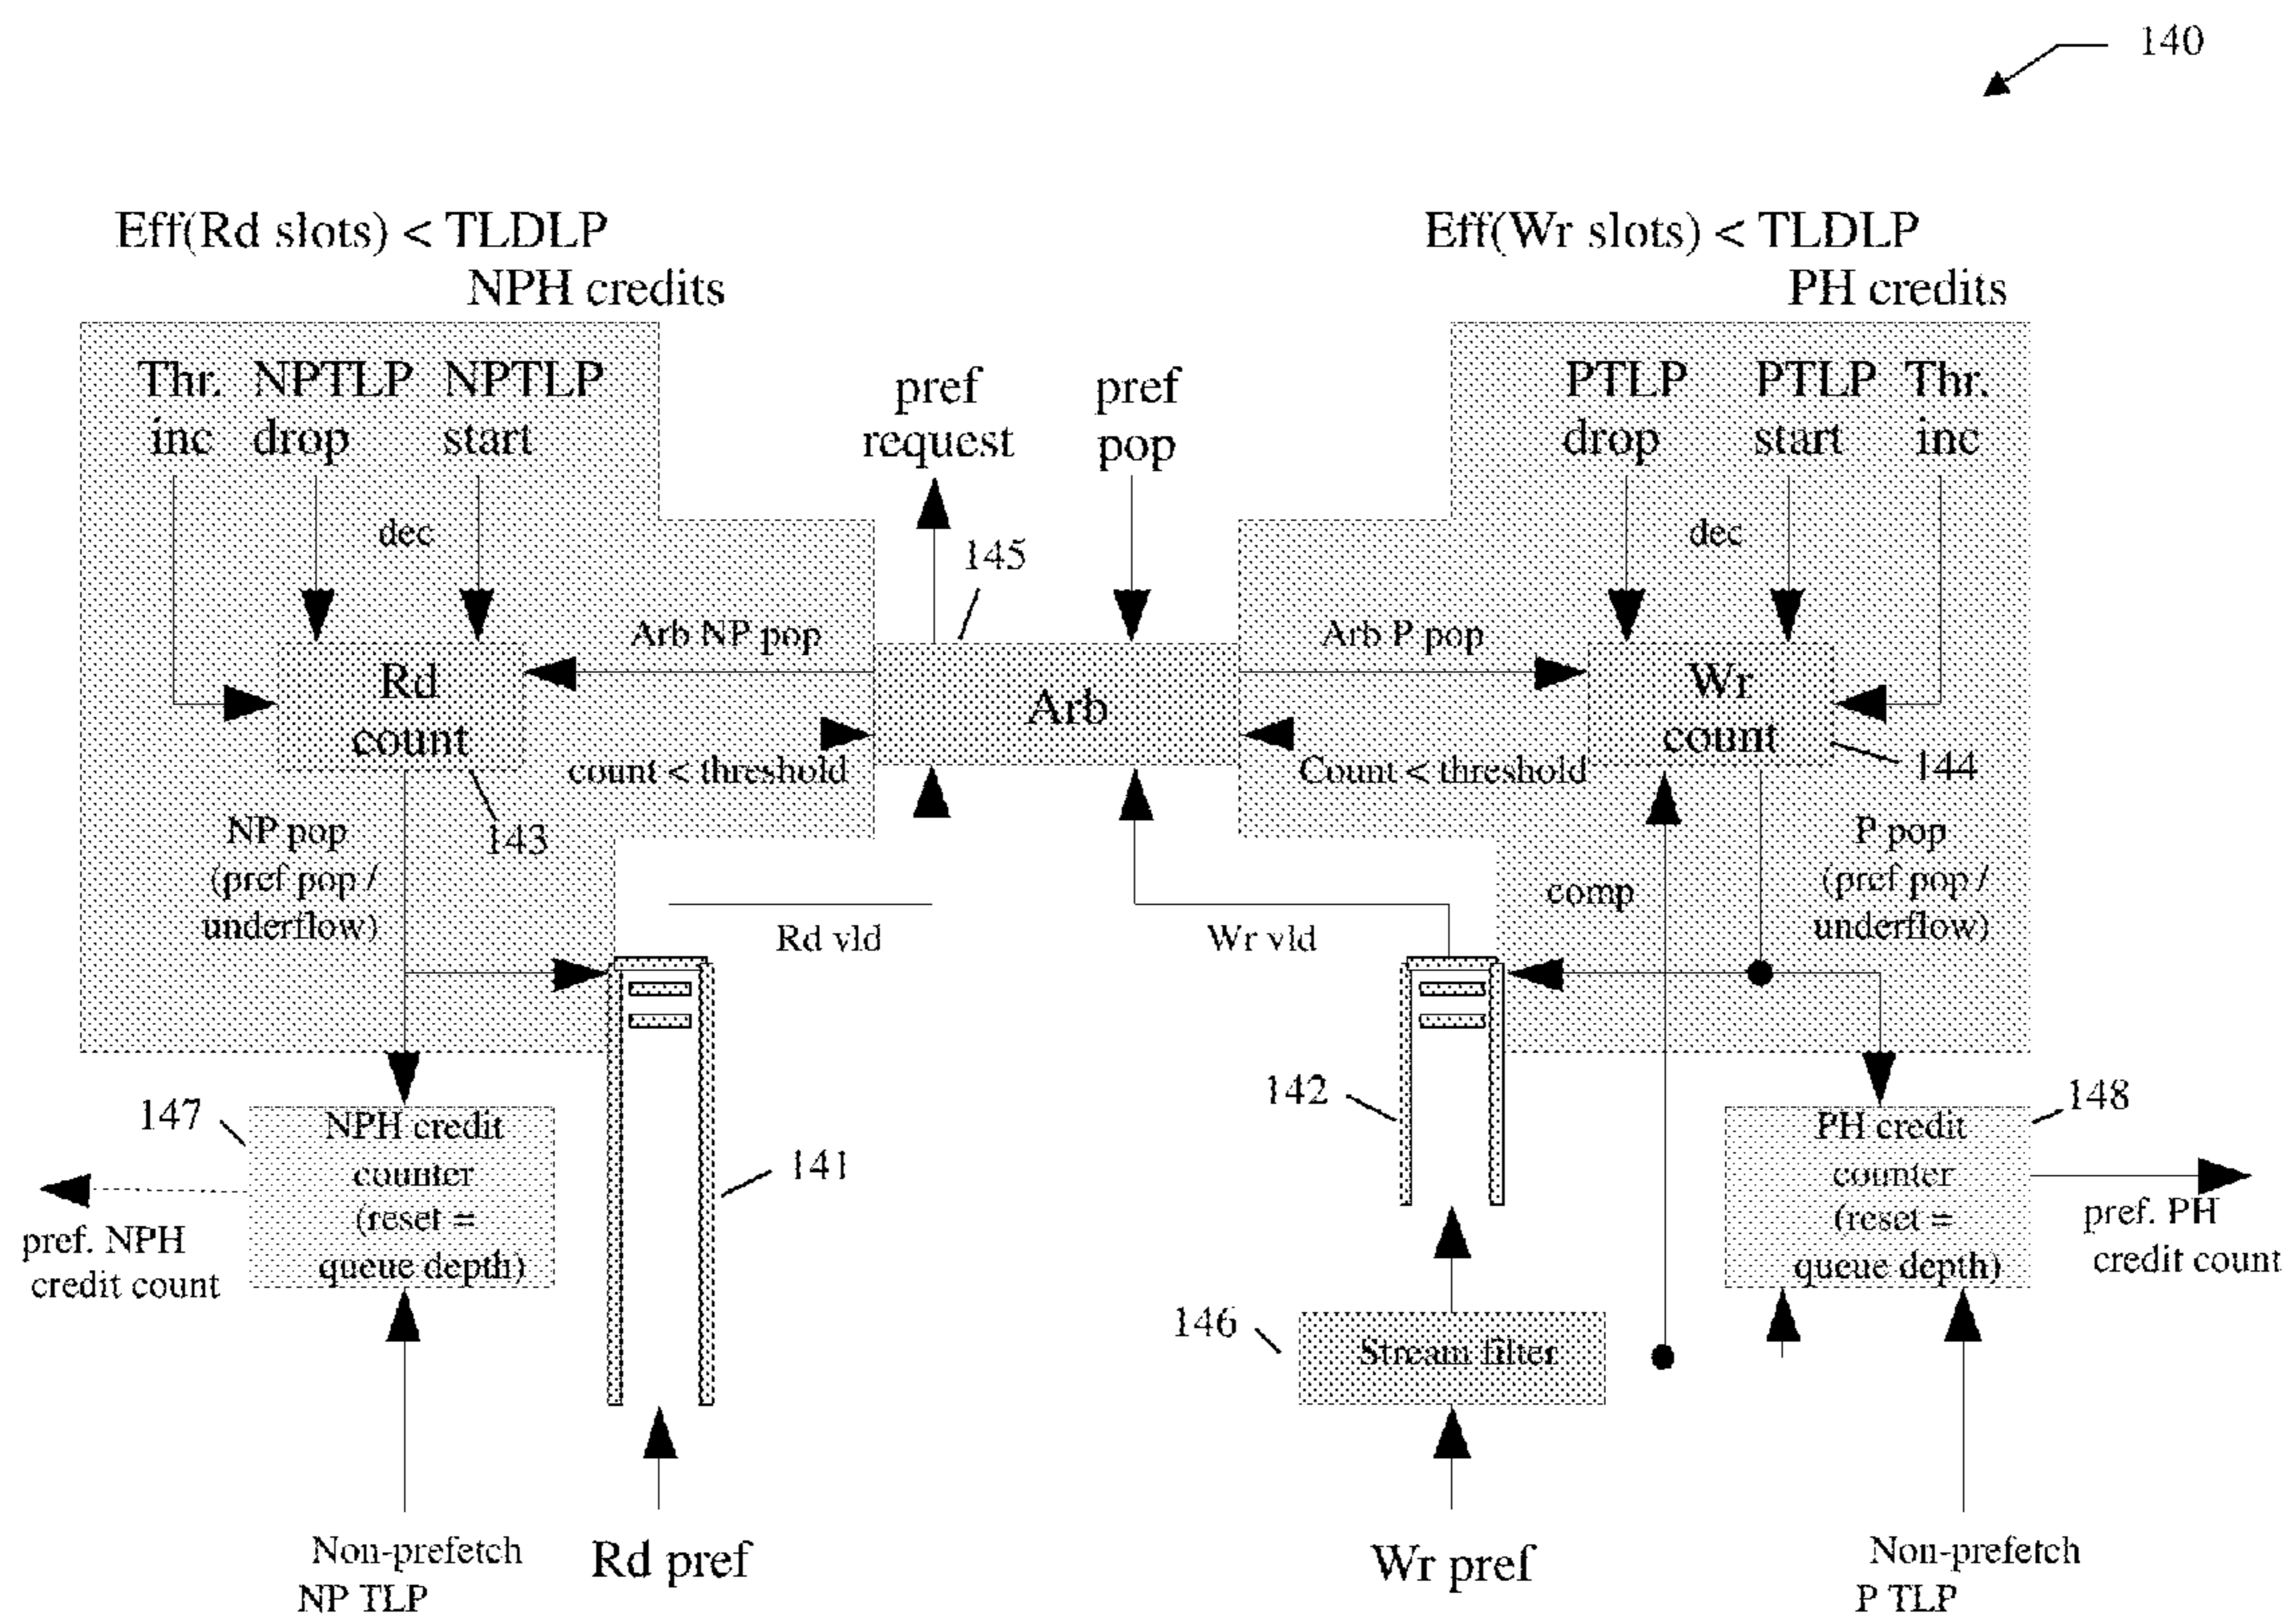 140
Eff(Rd slots) < TLDLP
NPH credits
Eff(Wr slots) < TLDLP
PH credits
Thr.
inc
NPTLP
drop
NPTLP
start
pref
request
pref
pop
PTLP
drop
PTLP
start
Thr.
inc
dec
dec
145
Arb NP pop
Arb P pop
Rd
count
Arb
Wr
count
count < threshold
Count < threshold
143
144
NP pop
(pref pop /
underflow)
P pop
(pref pop /
underflow)
comp
Rd vld
Wr vld
147
NPH credit
counter
(reset =
queue depth)
141
142
148
PH credit
counter
(reset =
queue depth)
pref. NPH
credit count
pref. PH
credit count
146
Stream filter
Non-prefetch
NP TLP
Rd pref
Wr pref
Non-prefetch
P TLP